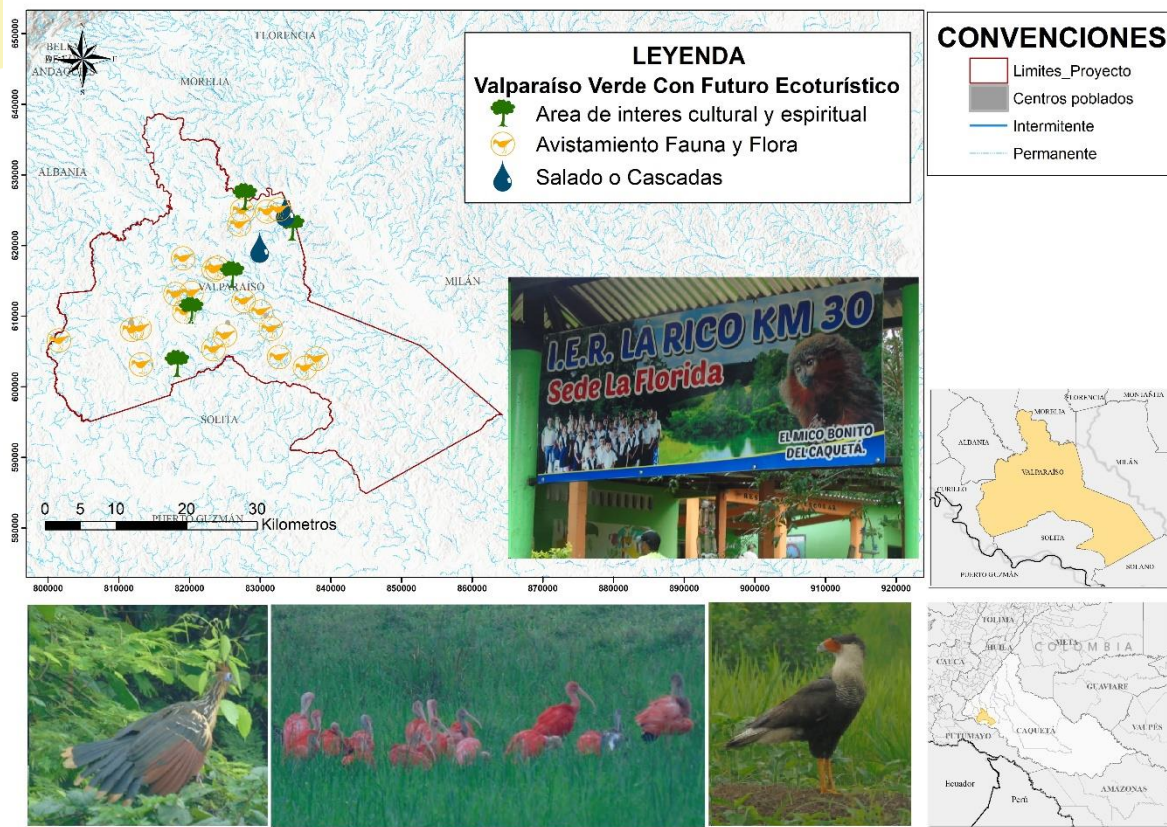 FLORENCIA
MORELIA
ALBANIA
VALPARAÍSO
MILÁN
SOLITA
PUERTO GUZMÁN
650000
640000
630000
620000
610000
600000
590000
580000
0 5 10 20 30
Kilometros
800000 810000 820000 830000 840000 850000 860000 870000 880000 890000 900000 910000 920000
LEYENDA
Valparaíso Verde Con Futuro Ecoturístico
Area de interes cultural y espiritual
Avistamiento Fauna y Flora
Salado o Cascadas
I.E.R. LA RICO KM 30
Sede La Florida
EL MICO BONITO
DEL CAQUETÁ.
CONVENCIONES
Limites_Proyecto
Centros poblados
Intermitente
Permanente
FLORENCIA
MONTAÑITA
MORELIA
ALBANIA
VALPARAÍSO
MILÁN
CURILLO
SOLITA
SOLANO
PUERTO GUZMÁN
TOLIMA
META
HUILA
COLOMBIA
CAUCA
GUAVIARE
VAUPÉS
PUTUMAYO
CAQUETÁ
AMAZONAS
Ecuador
Perú